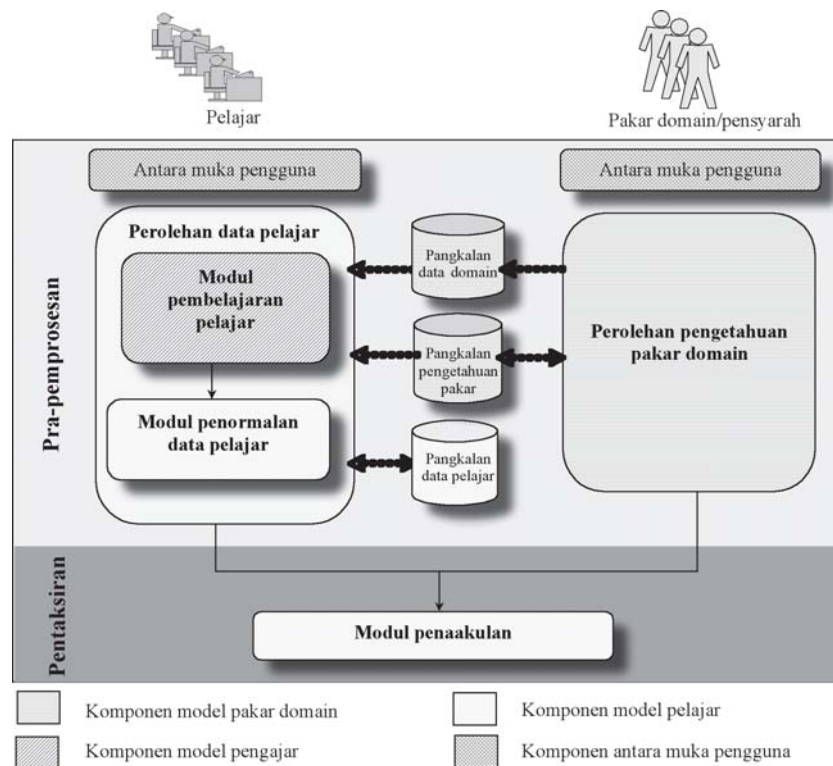 Pelajar
Pakar domain/pensyarah
Antara muka pengguna
Antara muka pengguna
Pra-pemprosesan
Perolehan data pelajar
Modul
pembelajaran
pelajar
Modul penormalan
data pelajar
Pangkalan
data domain
Pangkalan
pengetahuan
pakar
Pangkalan
data pelajar
Perolehan pengetahuan
pakar domain
Pentaksiran
Modul penaakulan
Komponen model pakar domain
Komponen model pelajar
Komponen model pengajar
Komponen antara muka pengguna